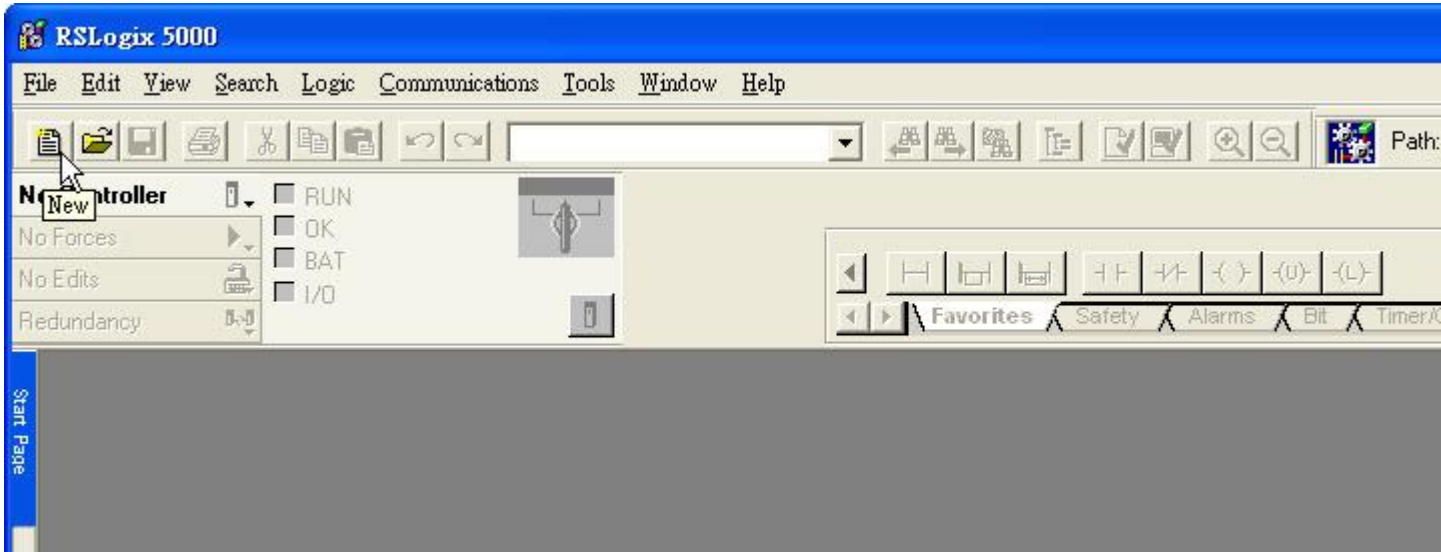 RSLogix 5000
File Edit View Search Logic Communications Tools Window Help
Path:
New
RUN
No Forces
OK
No Edits
BAT
I/O
Redundancy
Favorites Safety Alarms Bit
Start Page